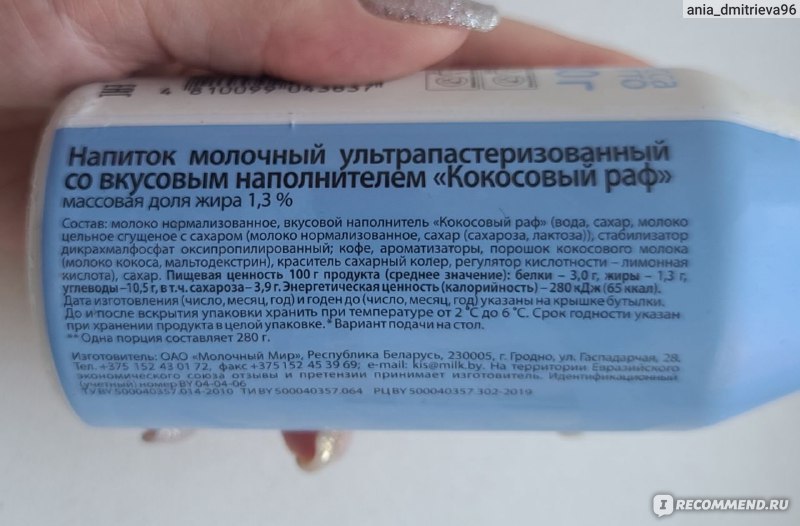 ania_dmitrieva96
4 810099 043637
Напиток молочный ультрапастеризованный
со вкусовым наполнителем «Кокосовый раф»
массовая доля жира 1,3 %
Состав: молоко нормализованное, вкусовой наполнитель «Кокосовый раф» (вода, сахар, молоко
цельное сгущеное с сахаром (молоко нормализованное, сахар (сахароза, лактоза)); стабилизатор
дикрахмалфосфат оксипропилированный; кофе, ароматизаторы, порошок кокосового молока
(молоко кокоса, мальтодекстрин), краситель сахарный колер, регулятор кислотности – лимонная
кислота), сахар. Пищевая ценность 100 г продукта (среднее значение): белки – 3,0 г, жиры – 1,3 г,
углеводы –10,5 г, в т.ч. сахароза– 3,9 г. Энергетическая ценность (калорийность) – 280 кДж (65 ккал).
Дата изготовления (число, месяц, год) и годен до (число, месяц, год) указаны на крышке бутылки.
До и после вскрытия упаковки хранить при температуре от 2 °С до 6 °С. Срок годности указан
при хранении продукта в целой упаковке. * Вариант подачи на стол.
** Одна порция составляет 280 г.
Изготовитель: ОАО «Молочный Мир», Республика Беларусь, 230005, г. Гродно, ул. Гаспадарчая, 28.
Тел. +375 152 43 01 72, факс +375 152 45 39 69; e-mail: kis@milk.by. На территории Евразийского
экономического союза отзывы и претензии принимает изготовитель. Идентификационный
(учетный) номер BY 04-04-06
ТУ BY 500040357.014-2010 ТИ BY 500040357.064 РЦ BY 500040357 302-2019
IRECOMMEND.RU